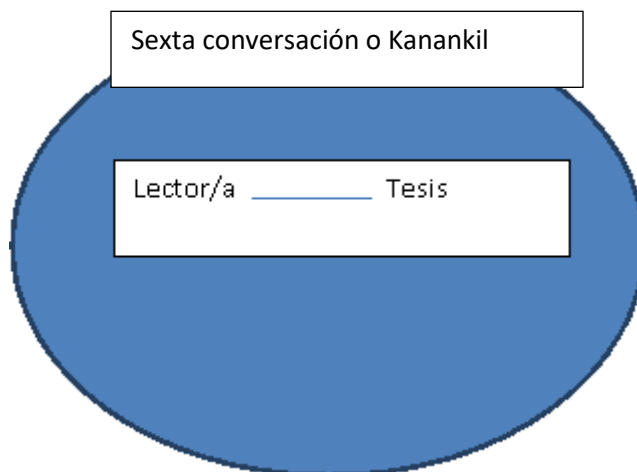 Sexta conversación o Kanankil
Lector/a ________ Tesis